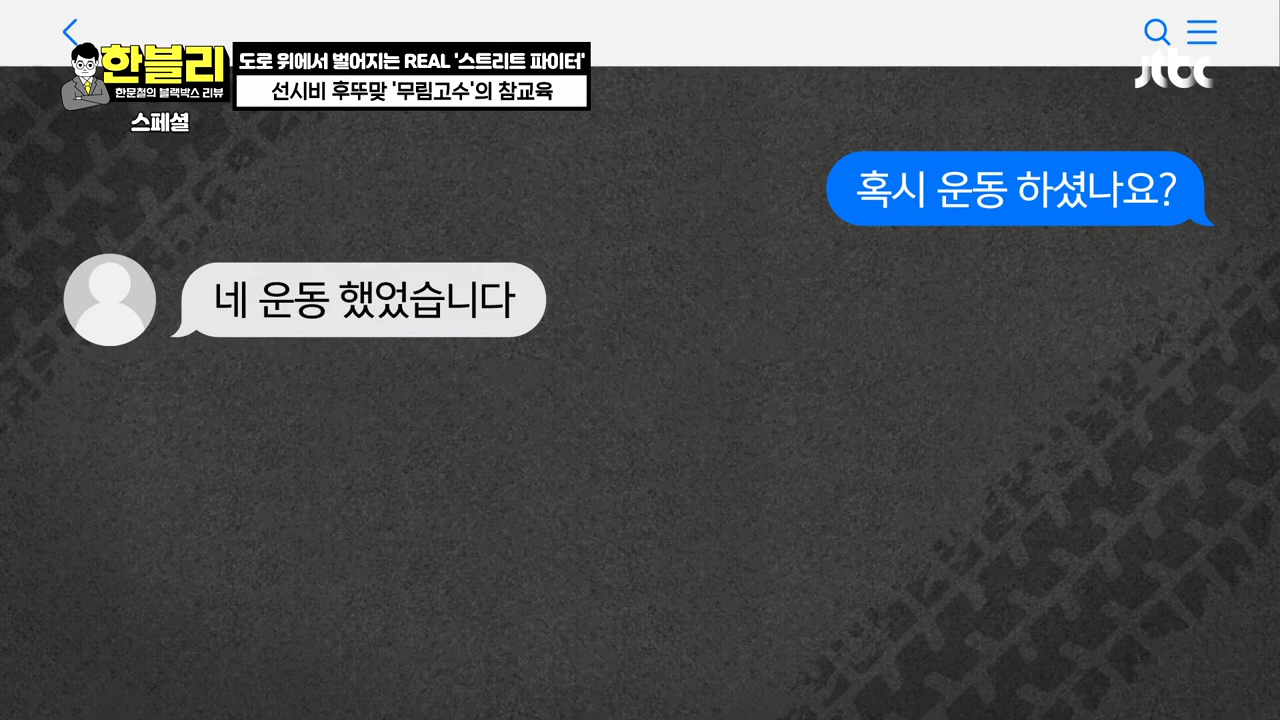 한블리
한문철의 블랙박스 리뷰
스페셜
도로 위에서 벌어지는 REAL '스트리트 파이터'
선시비 후뚜맞 '무림고수'의 참교육
jtbc
혹시 운동 하셨나요?
네 운동 했었습니다